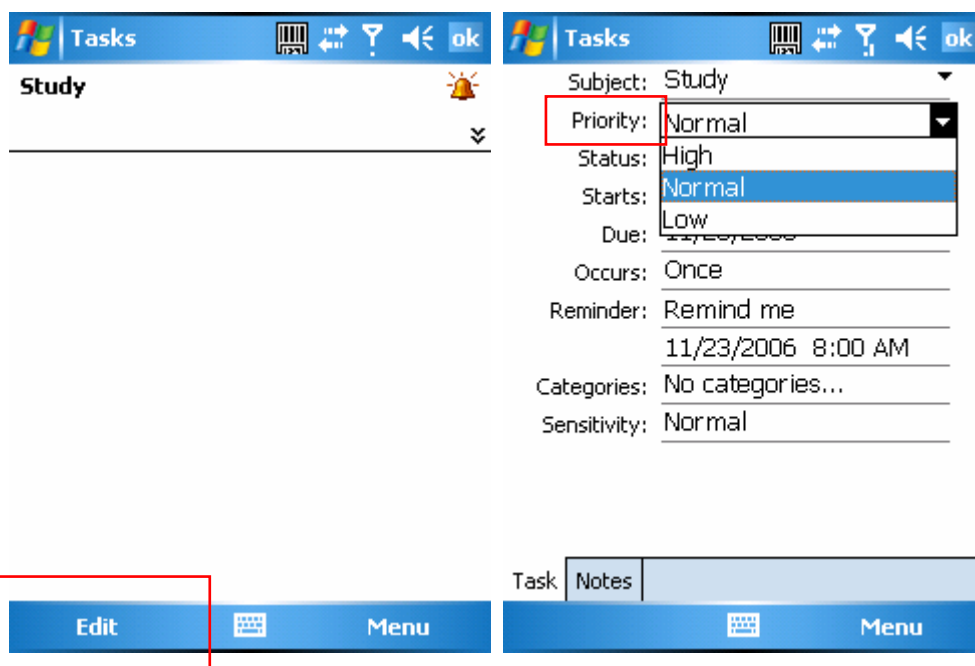 Tasks
ok
Study
Edit
Menu
Tasks
ok
Subject: Study
Priority: Normal
Status: High
Starts: Normal
Low
Due:
Occurs: Once
Reminder: Remind me
11/23/2006 8:00 AM
Categories: No categories...
Sensitivity: Normal
Task Notes
Menu